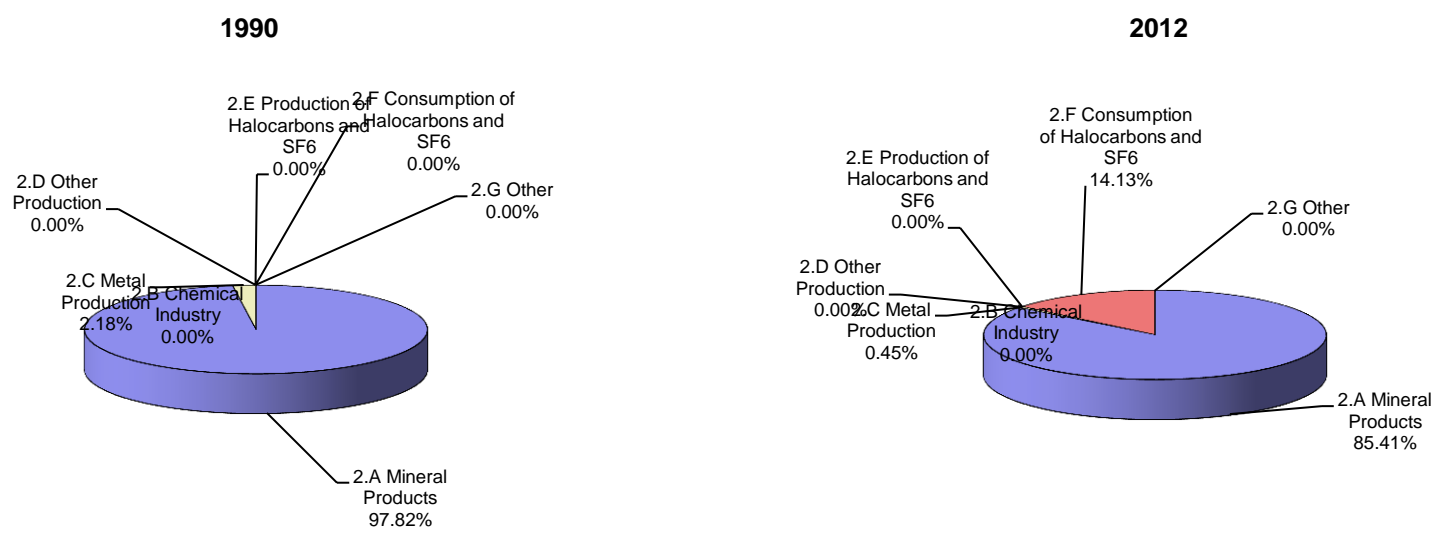 1990
2.E Production of
Halocarbons and
SF6
0.00%
2.F Consumption of
Halocarbons and
SF6
0.00%
2.D Other
Production
0.00%
2.G Other
0.00%
2.C Metal
Production
2.18%
2.B Chemical
Industry
0.00%
2.A Mineral
Products
97.82%
2012
2.F Consumption
of Halocarbons and
SF6
14.13%
2.E Production of
Halocarbons and
SF6
0.00%
2.G Other
0.00%
2.D Other
Production
0.00%
2.C Metal
Production
0.45%
2.B Chemical
Industry
0.00%
2.A Mineral
Products
85.41%